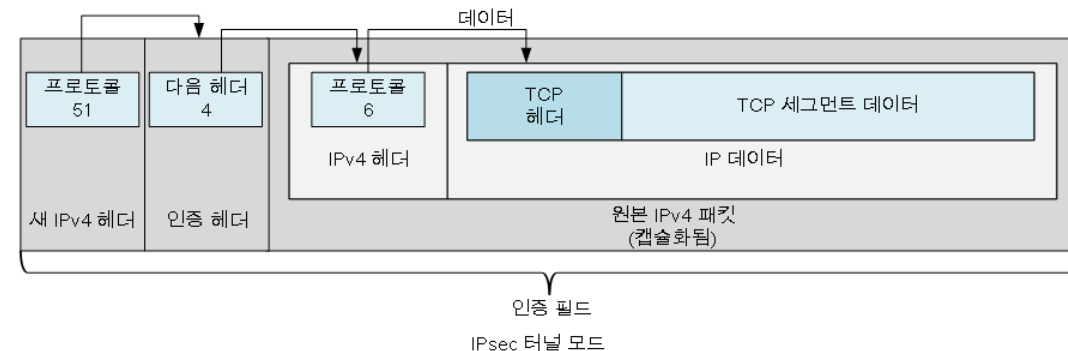 데이터
프로토콜
51
다음 헤더
4
프로토콜
6
TCP
헤더
TCP 세그먼트 데이터
IPv4 헤더
IP 데이터
새 IPv4 헤더
인증 헤더
원본 IPv4 패킷
(캡슐화됨)
인증 필드
IPsec 터널 모드